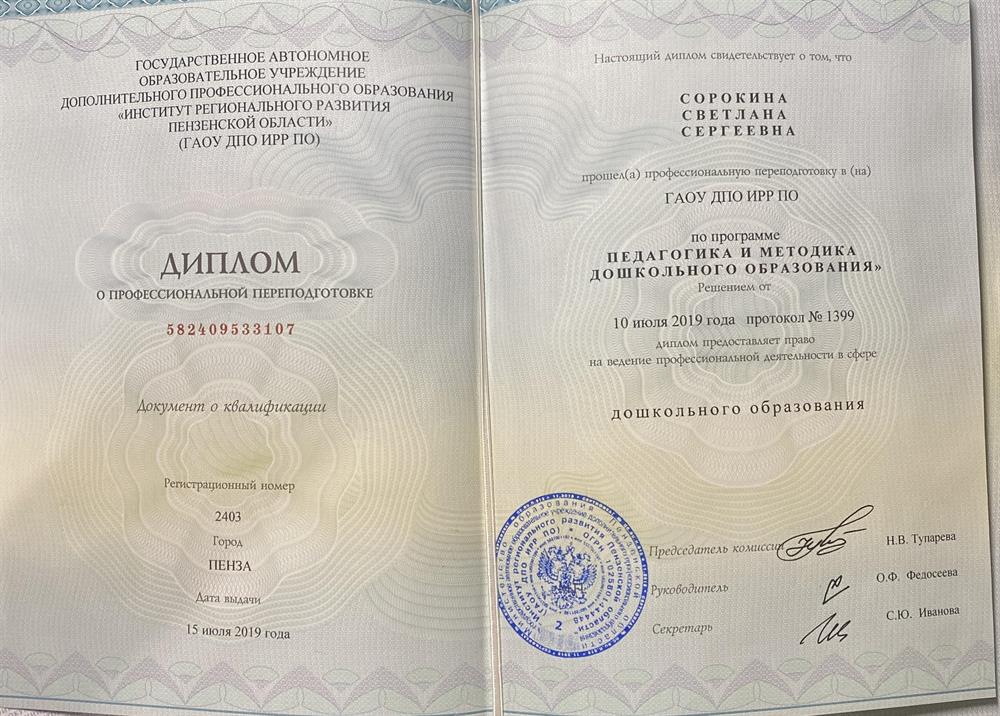 ГОСУДАРСТВЕННОЕ АВТОНОМНОЕ
ОБРАЗОВАТЕЛЬНОЕ УЧРЕЖДЕНИЕ
ДОПОЛНИТЕЛЬНОГО ПРОФЕССИОНАЛЬНОГО ОБРАЗОВАНИЯ
«ИНСТИТУТ РЕГИОНАЛЬНОГО РАЗВИТИЯ
ПЕНЗЕНСКОЙ ОБЛАСТИ»
(ГАОУ ДПО ИРР ПО)
ДИПЛОМ
О ПРОФЕССИОНАЛЬНОЙ ПЕРЕПОДГОТОВКЕ
582409533107
Документ о квалификации
Регистрационный номер
2403
Город
ПЕНЗА
Дата выдачи
15 июля 2019 года
Настоящий диплом свидетельствует о том, что
СОРОКИНА
СВЕТЛАНА
СЕРГЕЕВНА
прошел(а) профессиональную переподготовку в (на)
ГАОУ ДПО ИРР ПО
по программе
ПЕДАГОГИКА И МЕТОДИКА
ДОШКОЛЬНОГО ОБРАЗОВАНИЯ»
Решением от
10 июля 2019 года протокол № 1399
диплом предоставляет право
на ведение профессиональной деятельности в сфере
дошкольного образования
Председатель комиссии
Н.В. Тупарева
Руководитель
О.Ф. Федосеева
Секретарь
С.Ю. Иванова